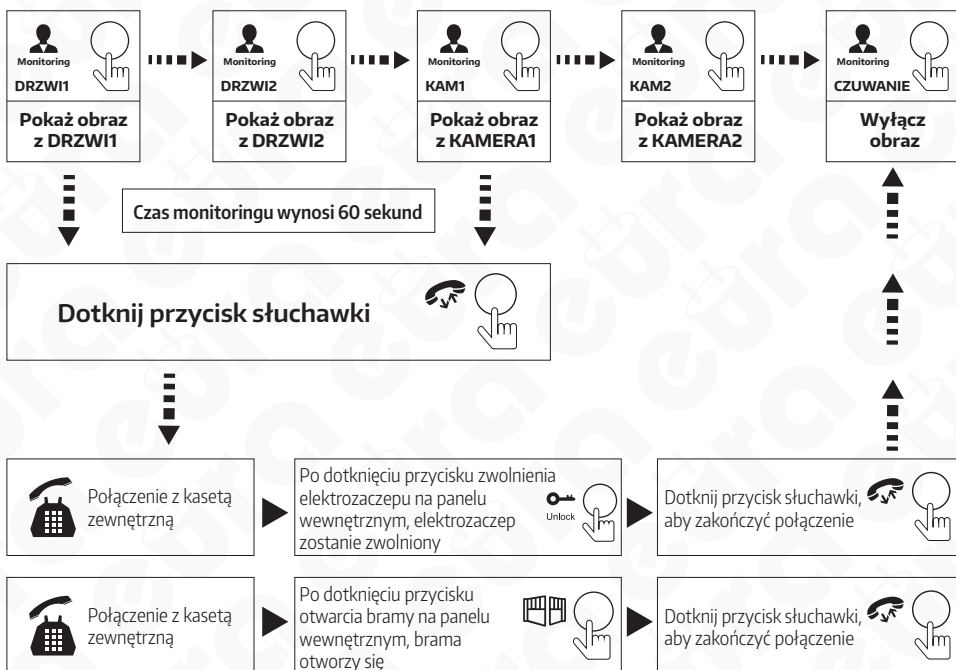 Monitoring
DRZWI1
Pokaż obraz
z DRZWI1
Monitoring
DRZWI2
Pokaż obraz
z DRZWI2
Monitoring
KAM1
Pokaż obraz
z KAMERA1
Monitoring
KAM2
Pokaż obraz
z KAMERA2
Monitoring
CZUWANIE
Wyłącz
obraz
Czas monitoringu wynosi 60 sekund
Dotknij przycisk słuchawki
Połączenie z kasetą
zewnętrzną
Po dotknięciu przycisku zwolnienia
elektrozaczepu na panelu
wewnętrznym, elektrozaczep
zostanie zwolniony
Unlock
Dotknij przycisk słuchawki,
aby zakończyć połączenie
Połączenie z kasetą
zewnętrzną
Po dotknięciu przycisku
otwarcia bramy na panelu
wewnętrznym, brama
otworzy się
Dotknij przycisk słuchawki,
aby zakończyć połączenie